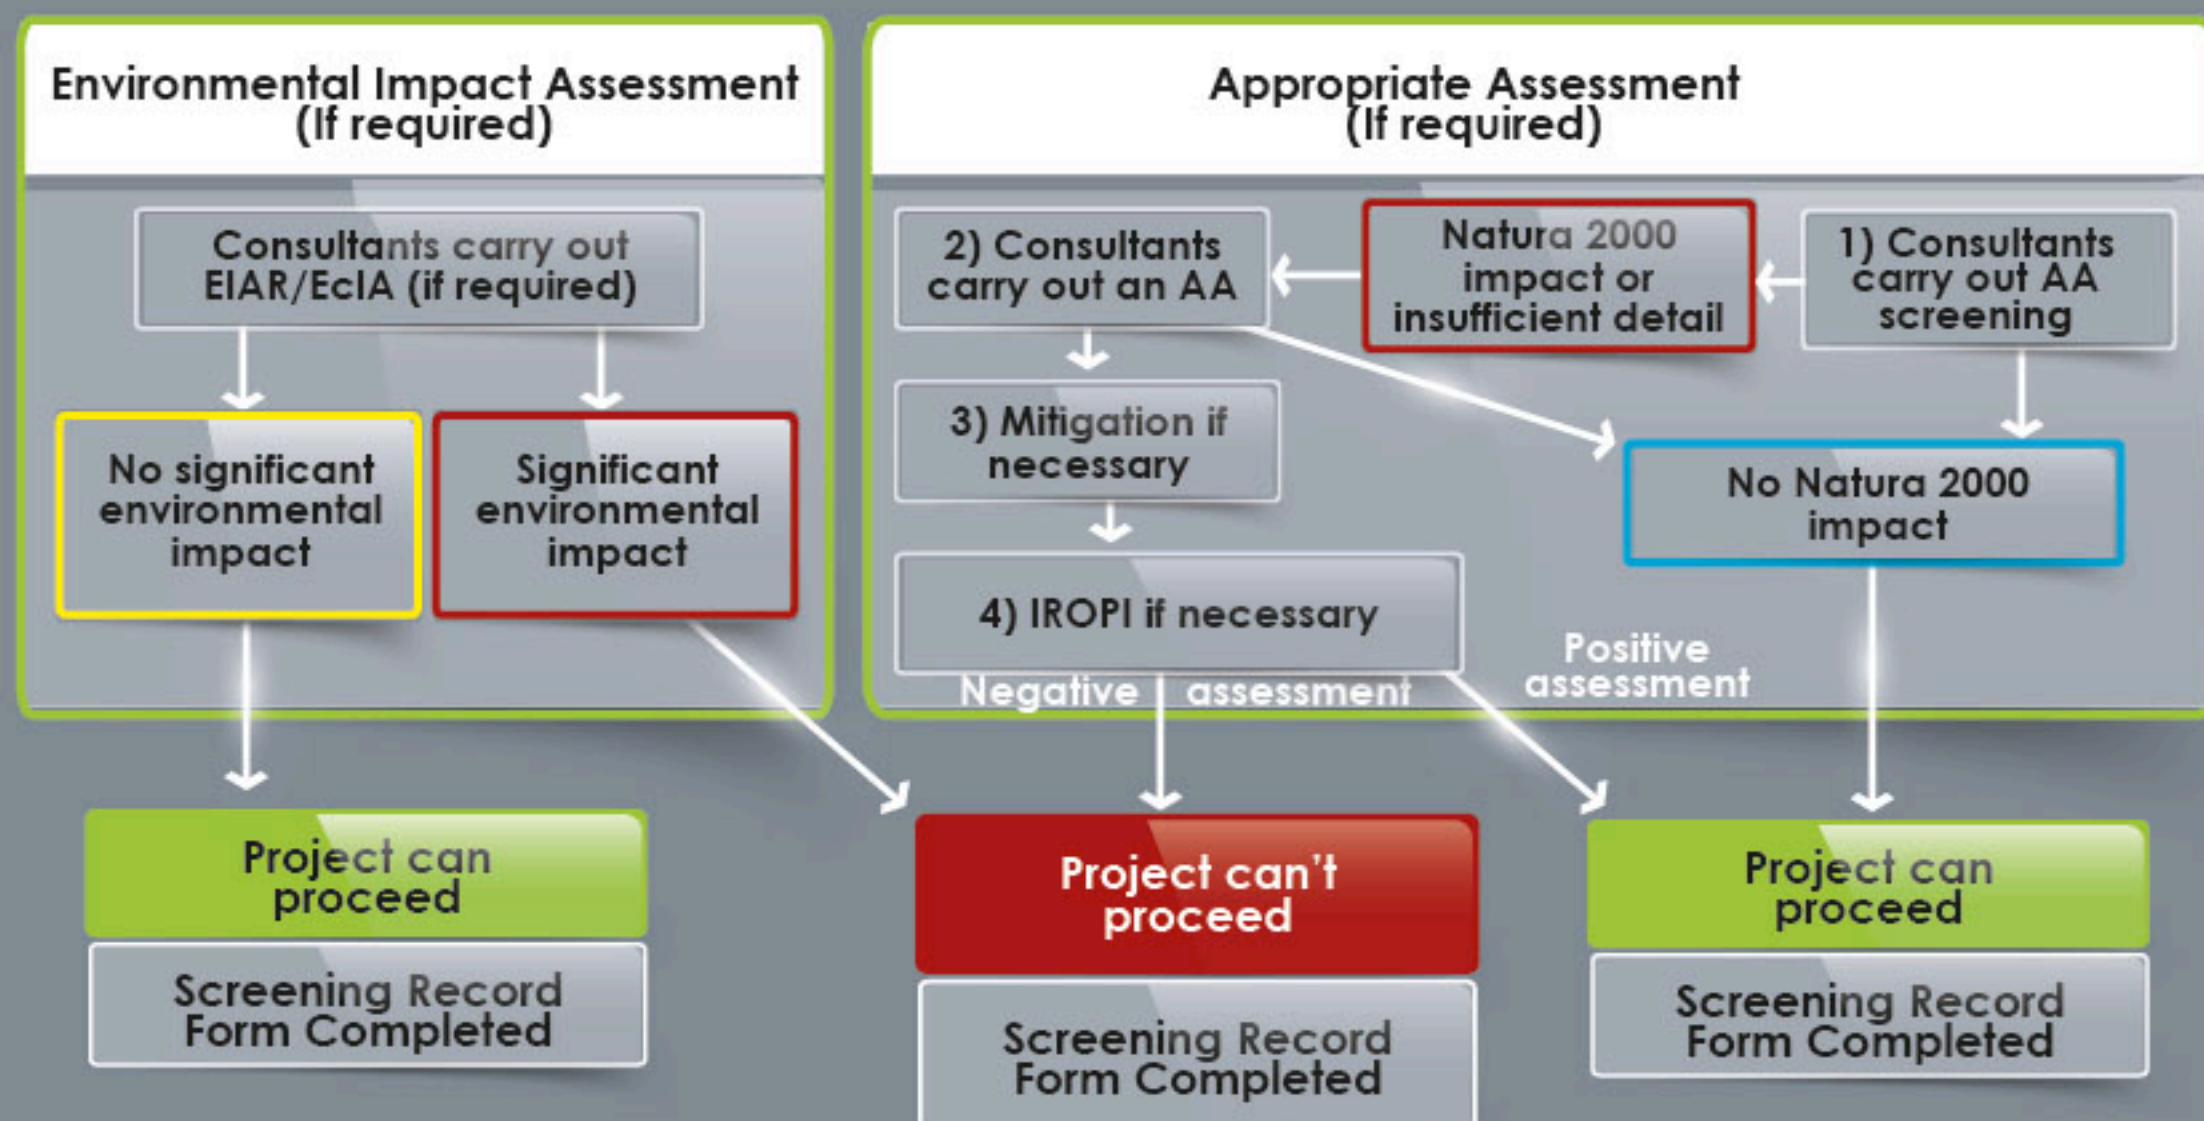 Environmental Impact Assessment
(If required)
Consultants carry out
EIAR/EcIA (if required)
No significant
environmental
impact
Significant
environmental
impact
Project can
proceed
Screening Record
Form Completed
Appropriate Assessment
(If required)
1) Consultants
carry out AA
screening
Natura 2000
impact or
insufficient detail
2) Consultants
carry out an AA
3) Mitigation if
necessary
No Natura 2000
impact
4) IROPI if necessary
Negative assessment
Positive
assessment
Project can't
proceed
Screening Record
Form Completed
Project can
proceed
Screening Record
Form Completed